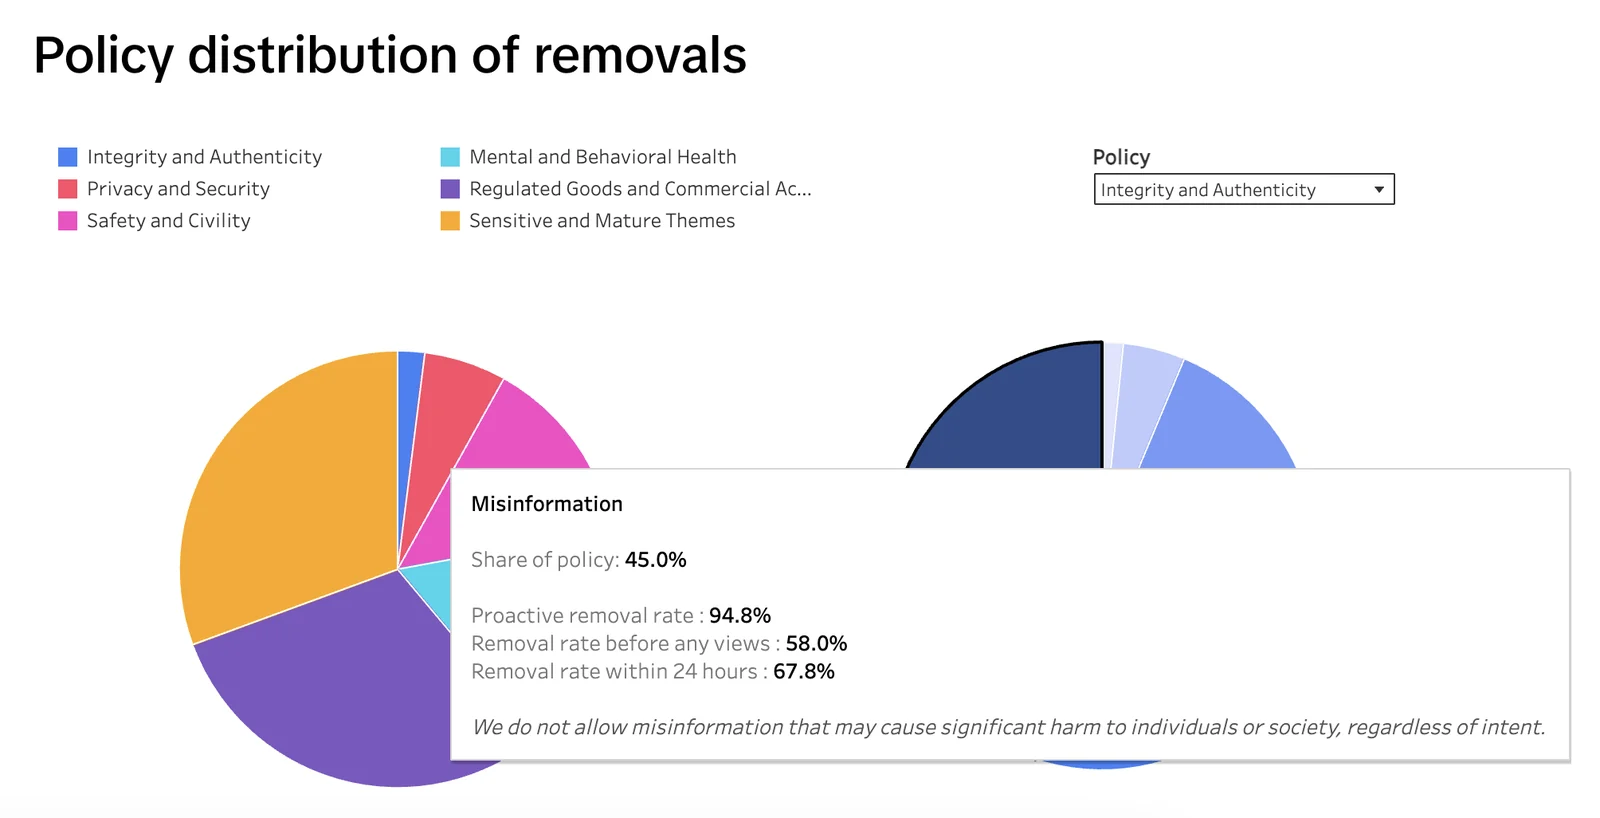 Policy distribution of removals
Integrity and Authenticity
Privacy and Security
Safety and Civility
Mental and Behavioral Health
Regulated Goods and Commercial Ac...
Sensitive and Mature Themes
Policy
Integrity and Authenticity
Misinformation
Share of policy: 45.0%
Proactive removal rate : 94.8%
Removal rate before any views : 58.0%
Removal rate within 24 hours : 67.8%
We do not allow misinformation that may cause significant harm to individuals or society, regardless of intent.